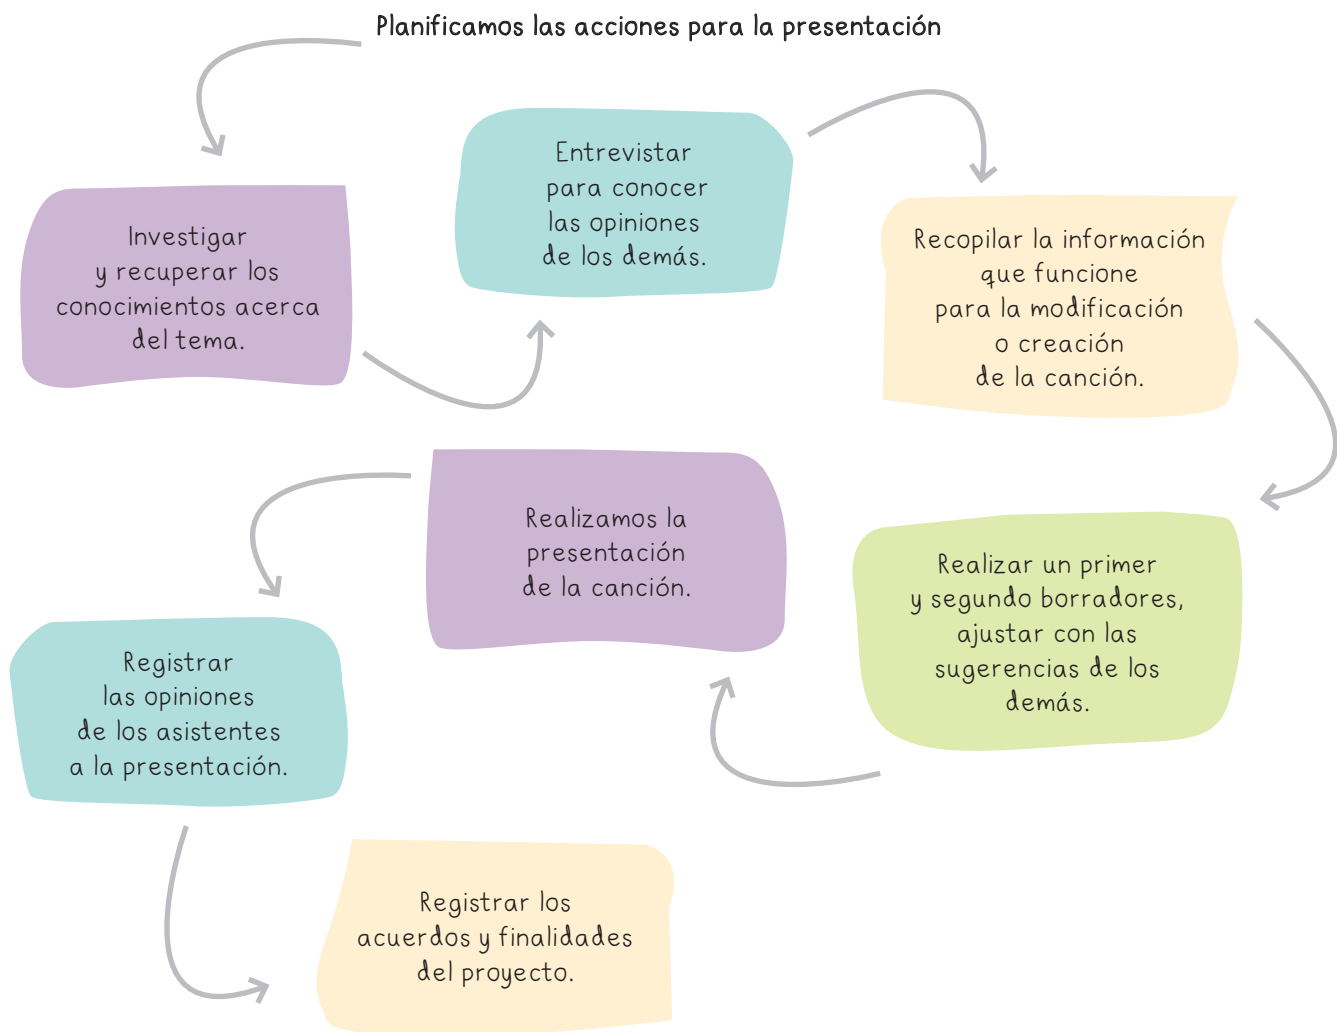 Planificamos las acciones para la presentación
Investigar
y recuperar los
conocimientos acerca
del tema.
Entrevistar
para conocer
las opiniones
de los demás.
Recopilar la información
que funcione
para la modificación
o creación
de la canción.
Realizar un primer
y segundo borradores,
ajustar con las
sugerencias de los
demás.
Realizamos la
presentación
de la canción.
Registrar
las opiniones
de los asistentes
a la presentación.
Registrar los
acuerdos y finalidades
del proyecto.